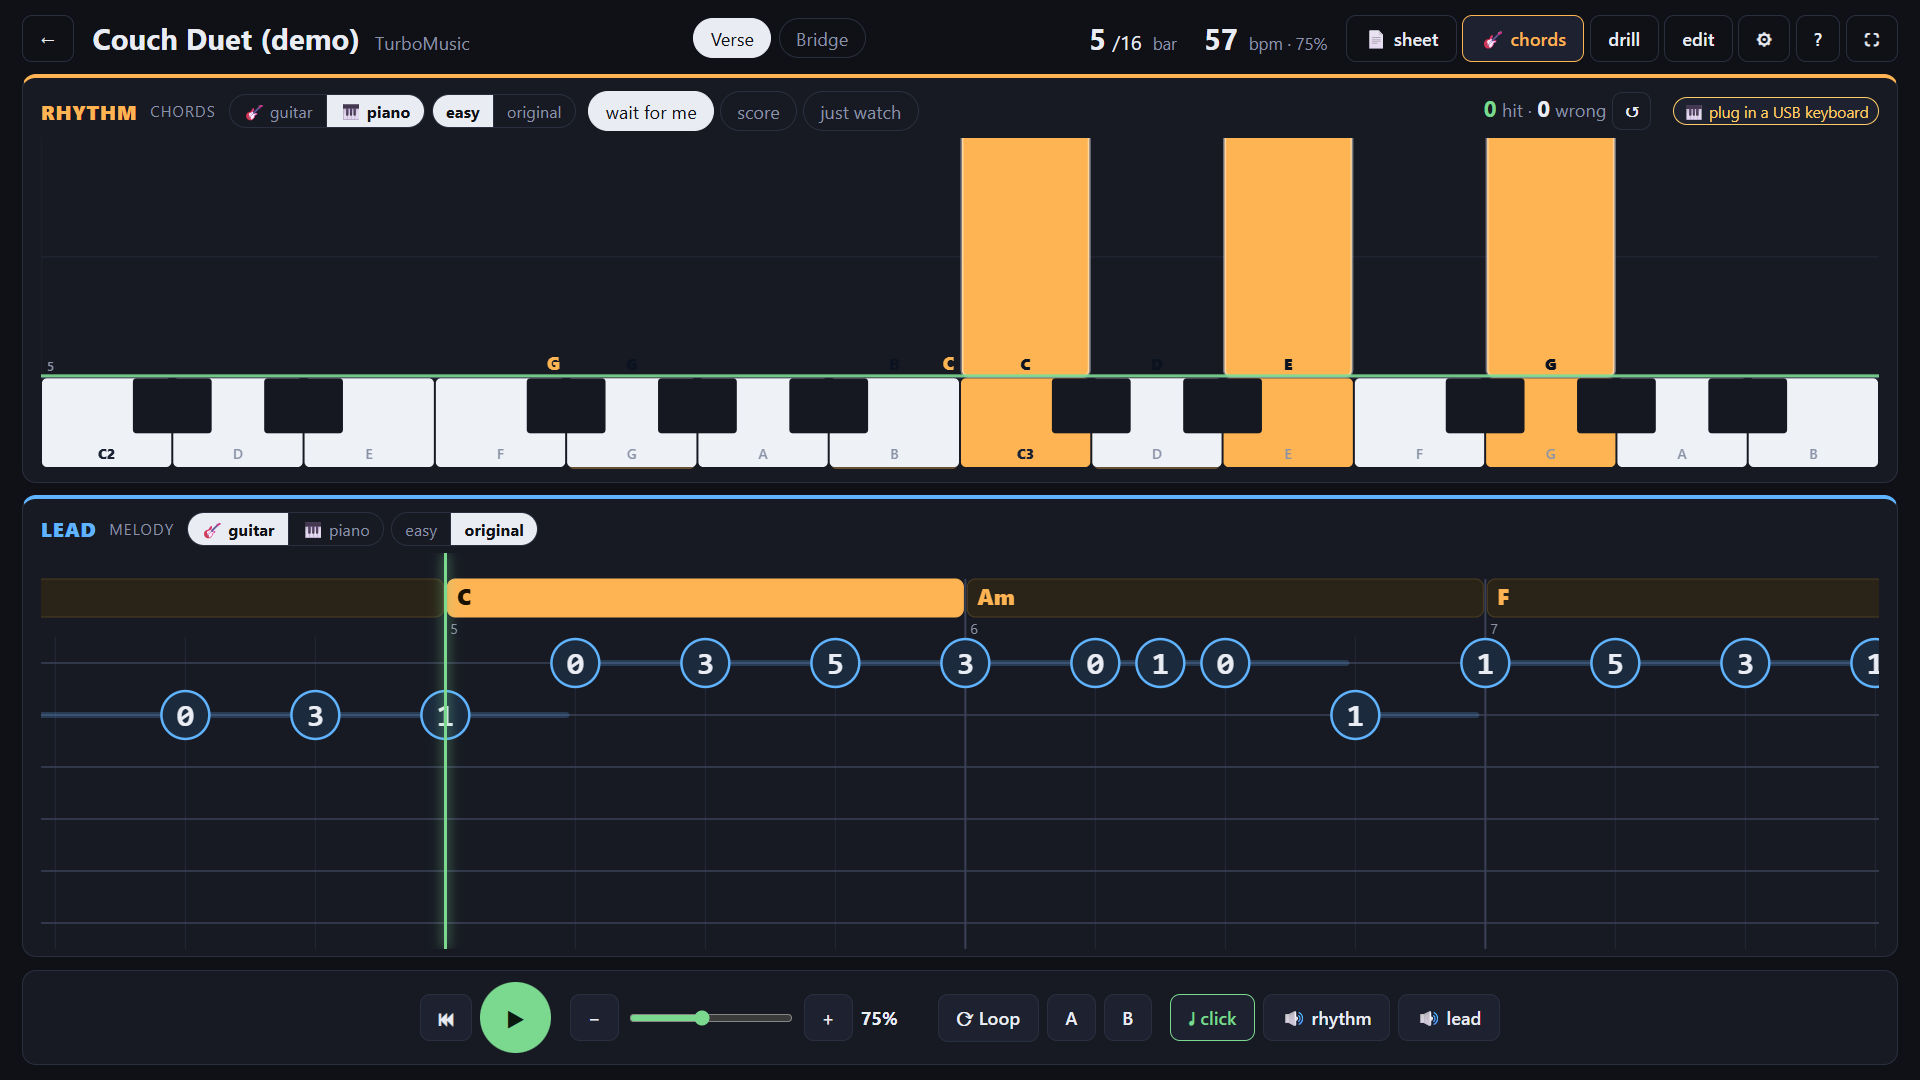 ← Couch Duet (demo) TurboMusic Verse Bridge 5 /16 bar 57 bpm · 75% sheet chords drill edit ?
RHYTHM CHORDS guitar piano easy original wait for me score just watch 0 hit · 0 wrong ↺ plug in a USB keyboard
5 G G B C C D E G
C2 D E F G A B C3 D E F G A B
LEAD MELODY guitar piano easy original
C Am F
5 6 7
0 3 5 3 0 1 0 1 5 3 1
0 3 1 1
− + 75% Loop A B click rhythm lead